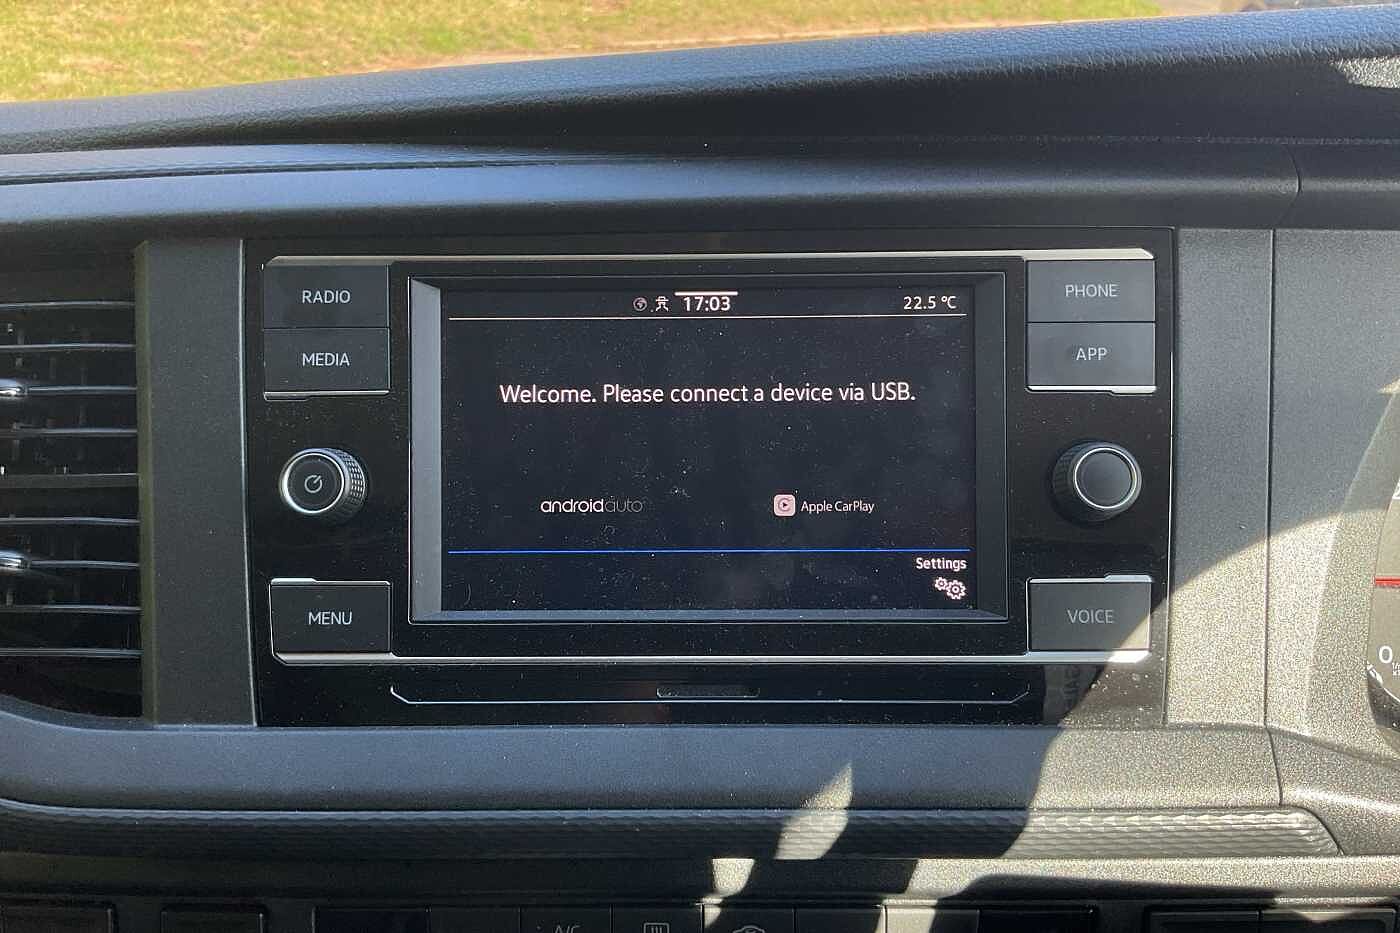 17:03
22.5 °C
RADIO
PHONE
MEDIA
APP
Welcome. Please connect a device via USB.
androidauto
Apple CarPlay
Settings
MENU
VOICE
0
A/C